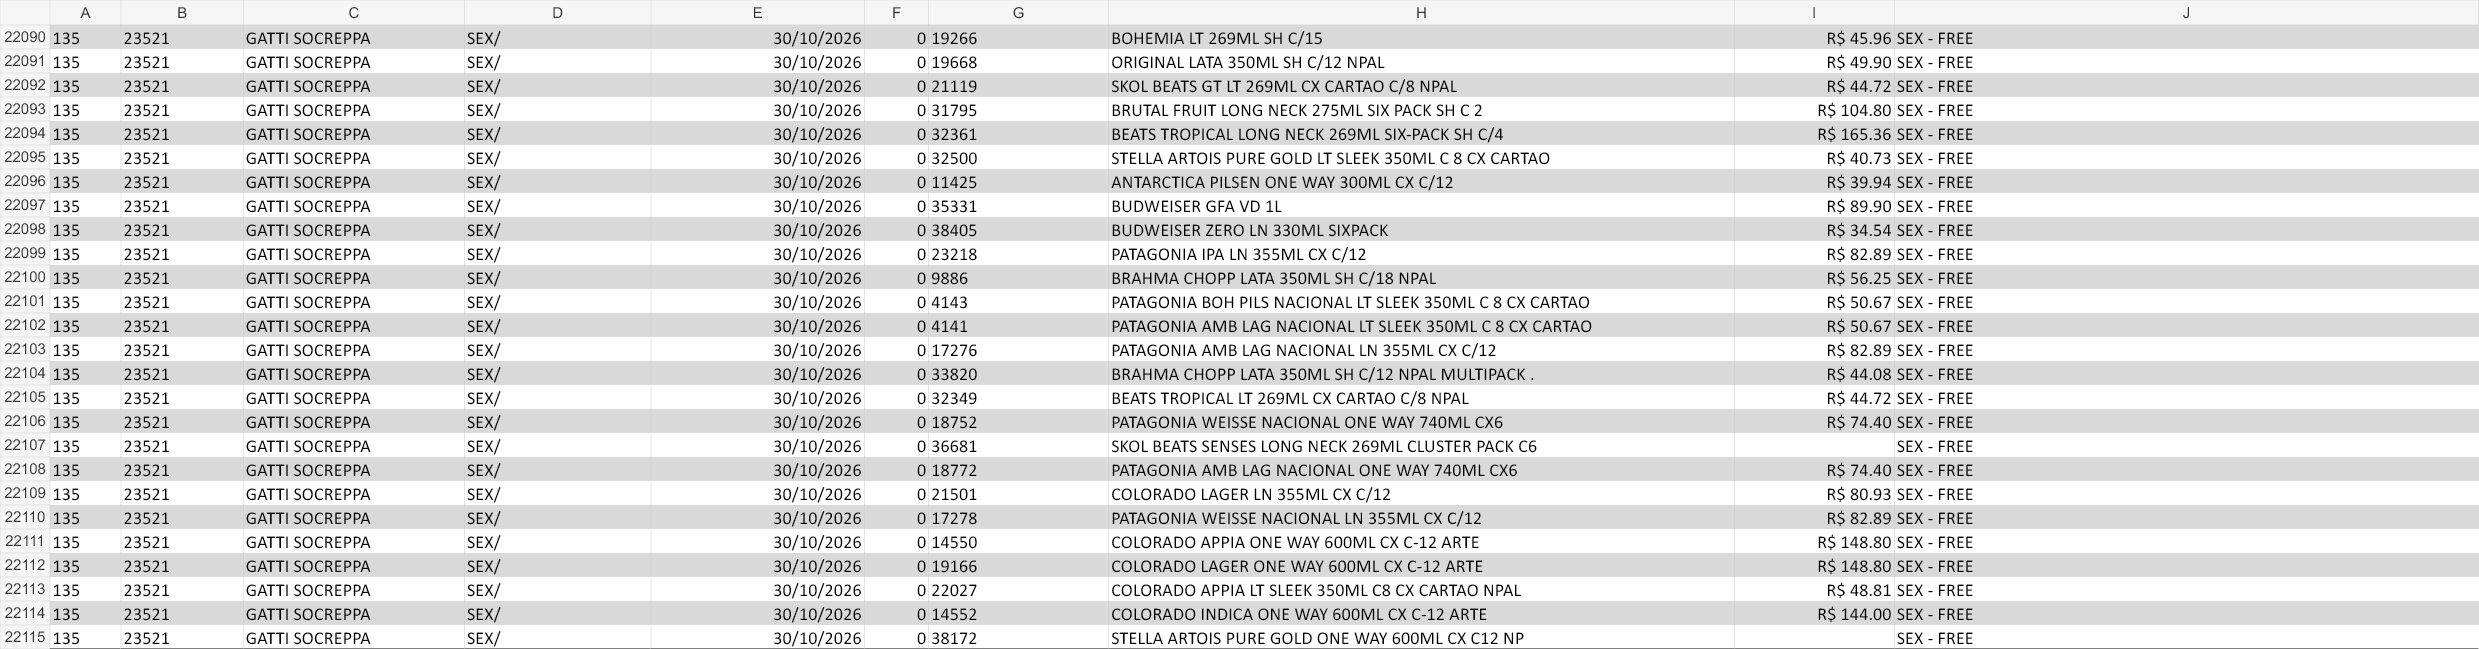 A B C D E F G H I J
22090 135 23521 GATTI SOCREPPA SEX/ 30/10/2026 0 19266 BOHEMIA LT 269ML SH C/15 R$ 45.96 SEX - FREE
22091 135 23521 GATTI SOCREPPA SEX/ 30/10/2026 0 19668 ORIGINAL LATA 350ML SH C/12 NPAL R$ 49.90 SEX - FREE
22092 135 23521 GATTI SOCREPPA SEX/ 30/10/2026 0 21119 SKOL BEATS GT LT 269ML CX CARTAO C/8 NPAL R$ 44.72 SEX - FREE
22093 135 23521 GATTI SOCREPPA SEX/ 30/10/2026 0 31795 BRUTAL FRUIT LONG NECK 275ML SIX PACK SH C 2 R$ 104.80 SEX - FREE
22094 135 23521 GATTI SOCREPPA SEX/ 30/10/2026 0 32361 BEATS TROPICAL LONG NECK 269ML SIX-PACK SH C/4 R$ 165.36 SEX - FREE
22095 135 23521 GATTI SOCREPPA SEX/ 30/10/2026 0 32500 STELLA ARTOIS PURE GOLD LT SLEEK 350ML C 8 CX CARTAO R$ 40.73 SEX - FREE
22096 135 23521 GATTI SOCREPPA SEX/ 30/10/2026 0 11425 ANTARCTICA PILSEN ONE WAY 300ML CX C/12 R$ 39.94 SEX - FREE
22097 135 23521 GATTI SOCREPPA SEX/ 30/10/2026 0 35331 BUDWEISER GFA VD 1L R$ 89.90 SEX - FREE
22098 135 23521 GATTI SOCREPPA SEX/ 30/10/2026 0 38405 BUDWEISER ZERO LN 330ML SIXPACK R$ 34.54 SEX - FREE
22099 135 23521 GATTI SOCREPPA SEX/ 30/10/2026 0 23218 PATAGONIA IPA LN 355ML CX C/12 R$ 82.89 SEX - FREE
22100 135 23521 GATTI SOCREPPA SEX/ 30/10/2026 0 9886 BRAHMA CHOPP LATA 350ML SH C/18 NPAL R$ 56.25 SEX - FREE
22101 135 23521 GATTI SOCREPPA SEX/ 30/10/2026 0 4143 PATAGONIA BOH PILS NACIONAL LT SLEEK 350ML C 8 CX CARTAO R$ 50.67 SEX - FREE
22102 135 23521 GATTI SOCREPPA SEX/ 30/10/2026 0 4141 PATAGONIA AMB LAG NACIONAL LT SLEEK 350ML C 8 CX CARTAO R$ 50.67 SEX - FREE
22103 135 23521 GATTI SOCREPPA SEX/ 30/10/2026 0 17276 PATAGONIA AMB LAG NACIONAL LN 355ML CX C/12 R$ 82.89 SEX - FREE
22104 135 23521 GATTI SOCREPPA SEX/ 30/10/2026 0 33820 BRAHMA CHOPP LATA 350ML SH C/12 NPAL MULTIPACK . R$ 44.08 SEX - FREE
22105 135 23521 GATTI SOCREPPA SEX/ 30/10/2026 0 32349 BEATS TROPICAL LT 269ML CX CARTAO C/8 NPAL R$ 44.72 SEX - FREE
22106 135 23521 GATTI SOCREPPA SEX/ 30/10/2026 0 18752 PATAGONIA WEISSE NACIONAL ONE WAY 740ML CX6 R$ 74.40 SEX - FREE
22107 135 23521 GATTI SOCREPPA SEX/ 30/10/2026 0 36681 SKOL BEATS SENSES LONG NECK 269ML CLUSTER PACK C6 SEX - FREE
22108 135 23521 GATTI SOCREPPA SEX/ 30/10/2026 0 18772 PATAGONIA AMB LAG NACIONAL ONE WAY 740ML CX6 R$ 74.40 SEX - FREE
22109 135 23521 GATTI SOCREPPA SEX/ 30/10/2026 0 21501 COLORADO LAGER LN 355ML CX C/12 R$ 80.93 SEX - FREE
22110 135 23521 GATTI SOCREPPA SEX/ 30/10/2026 0 17278 PATAGONIA WEISSE NACIONAL LN 355ML CX C/12 R$ 82.89 SEX - FREE
22111 135 23521 GATTI SOCREPPA SEX/ 30/10/2026 0 14550 COLORADO APPIA ONE WAY 600ML CX C-12 ARTE R$ 148.80 SEX - FREE
22112 135 23521 GATTI SOCREPPA SEX/ 30/10/2026 0 19166 COLORADO LAGER ONE WAY 600ML CX C-12 ARTE R$ 148.80 SEX - FREE
22113 135 23521 GATTI SOCREPPA SEX/ 30/10/2026 0 22027 COLORADO APPIA LT SLEEK 350ML C8 CX CARTAO NPAL R$ 48.81 SEX - FREE
22114 135 23521 GATTI SOCREPPA SEX/ 30/10/2026 0 14552 COLORADO INDICA ONE WAY 600ML CX C-12 ARTE R$ 144.00 SEX - FREE
22115 135 23521 GATTI SOCREPPA SEX/ 30/10/2026 0 38172 STELLA ARTOIS PURE GOLD ONE WAY 600ML CX C12 NP SEX - FREE